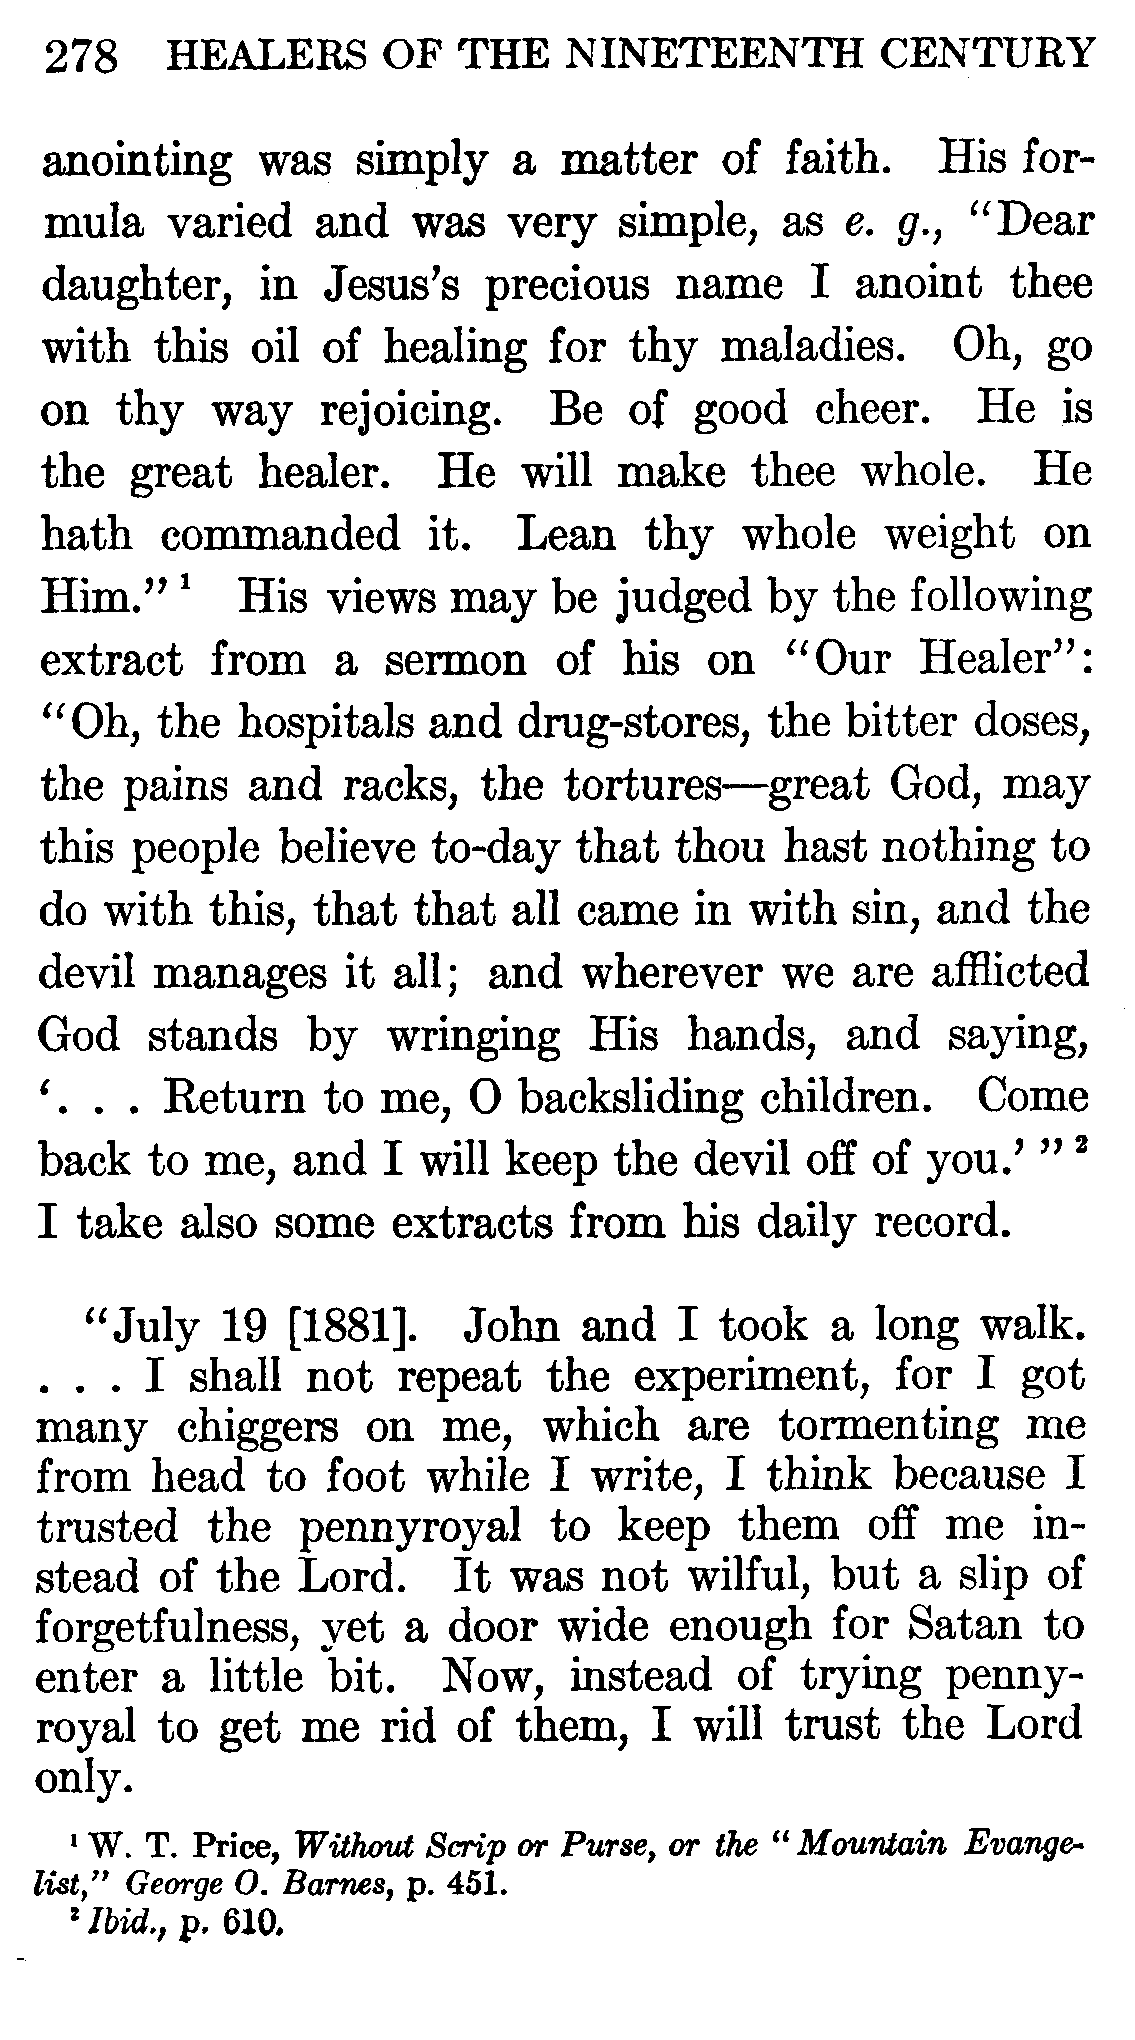 278 HEALERS OF THE NINETEENTH CENTURY
anointing was simply a matter of faith. His for-
mula varied and was very simple, as e. g., “Dear
daughter, in Jesus’s precious name I anoint thee
with this oil of healing for thy maladies. Oh, go
on thy way rejoicing. Be of good cheer. He is
the great healer. He will make thee whole. He
hath commanded it. Lean thy whole weight on
Him.” ¹ His views may be judged by the following
extract from a sermon of his on “Our Healer”:
“Oh, the hospitals and drug-stores, the bitter doses,
the pains and racks, the tortures—great God, may
this people believe to-day that thou hast nothing to
do with this, that that all came in with sin, and the
devil manages it all; and wherever we are afflicted
God stands by wringing His hands, and saying,
‘. . . Return to me, O backsliding children. Come
back to me, and I will keep the devil off of you.’ ” ²
I take also some extracts from his daily record.
“July 19 [1881]. John and I took a long walk.
. . . I shall not repeat the experiment, for I got
many chiggers on me, which are tormenting me
from head to foot while I write, I think because I
trusted the pennyroyal to keep them off me in-
stead of the Lord. It was not wilful, but a slip of
forgetfulness, yet a door wide enough for Satan to
enter a little bit. Now, instead of trying penny-
royal to get me rid of them, I will trust the Lord
only.
¹ W. T. Price, Without Scrip or Purse, or the “Mountain Evange-
list,” George O. Barnes, p. 451.
² Ibid., p. 610.